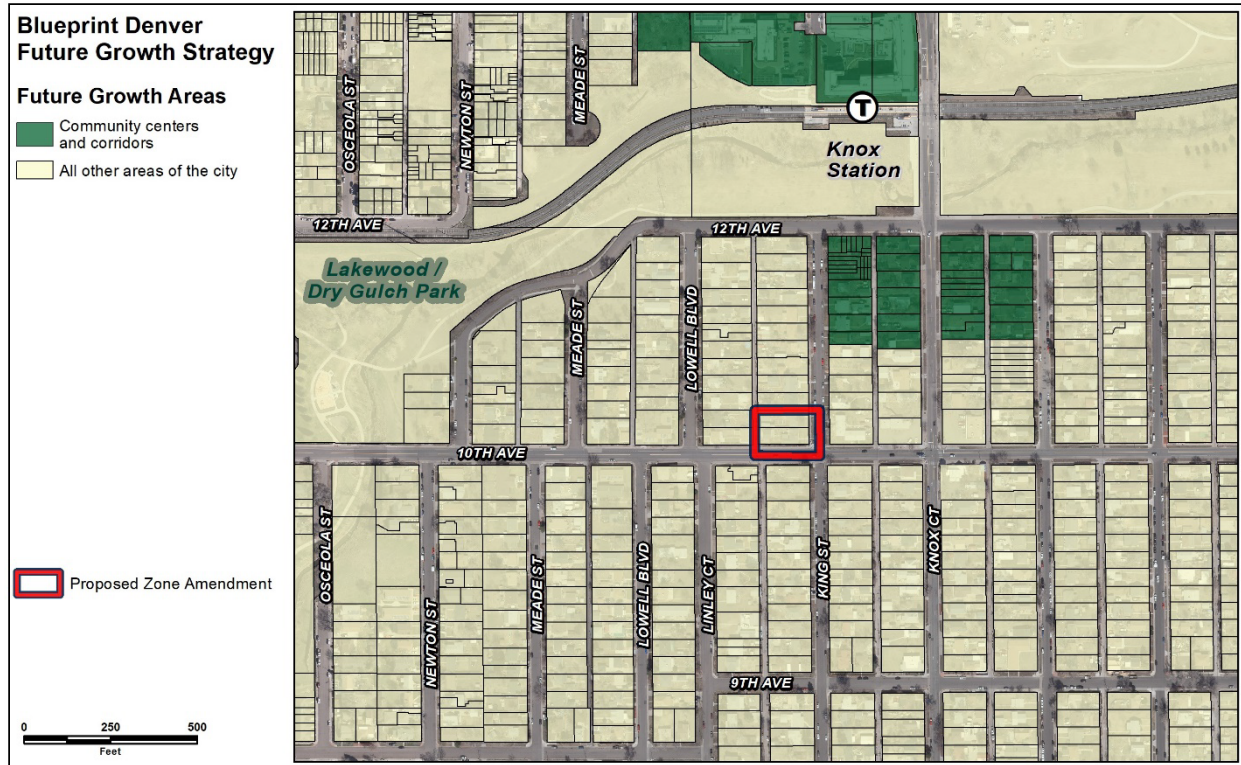 Blueprint Denver
Future Growth Strategy
Future Growth Areas
Community centers
and corridors
All other areas of the city
Proposed Zone Amendment
0 250 500
Feet
OSCEOLA ST
NEWTON ST
MEADE ST
T
Knox
Station
12TH AVE
12TH AVE
Lakewood /
Dry Gulch Park
MEADE ST
LOWELL BLVD
10TH AVE
OSCEOLA ST
NEWTON ST
MEADE ST
LOWELL BLVD
LINLEY CT
KING ST
KNOX CT
9TH AVE